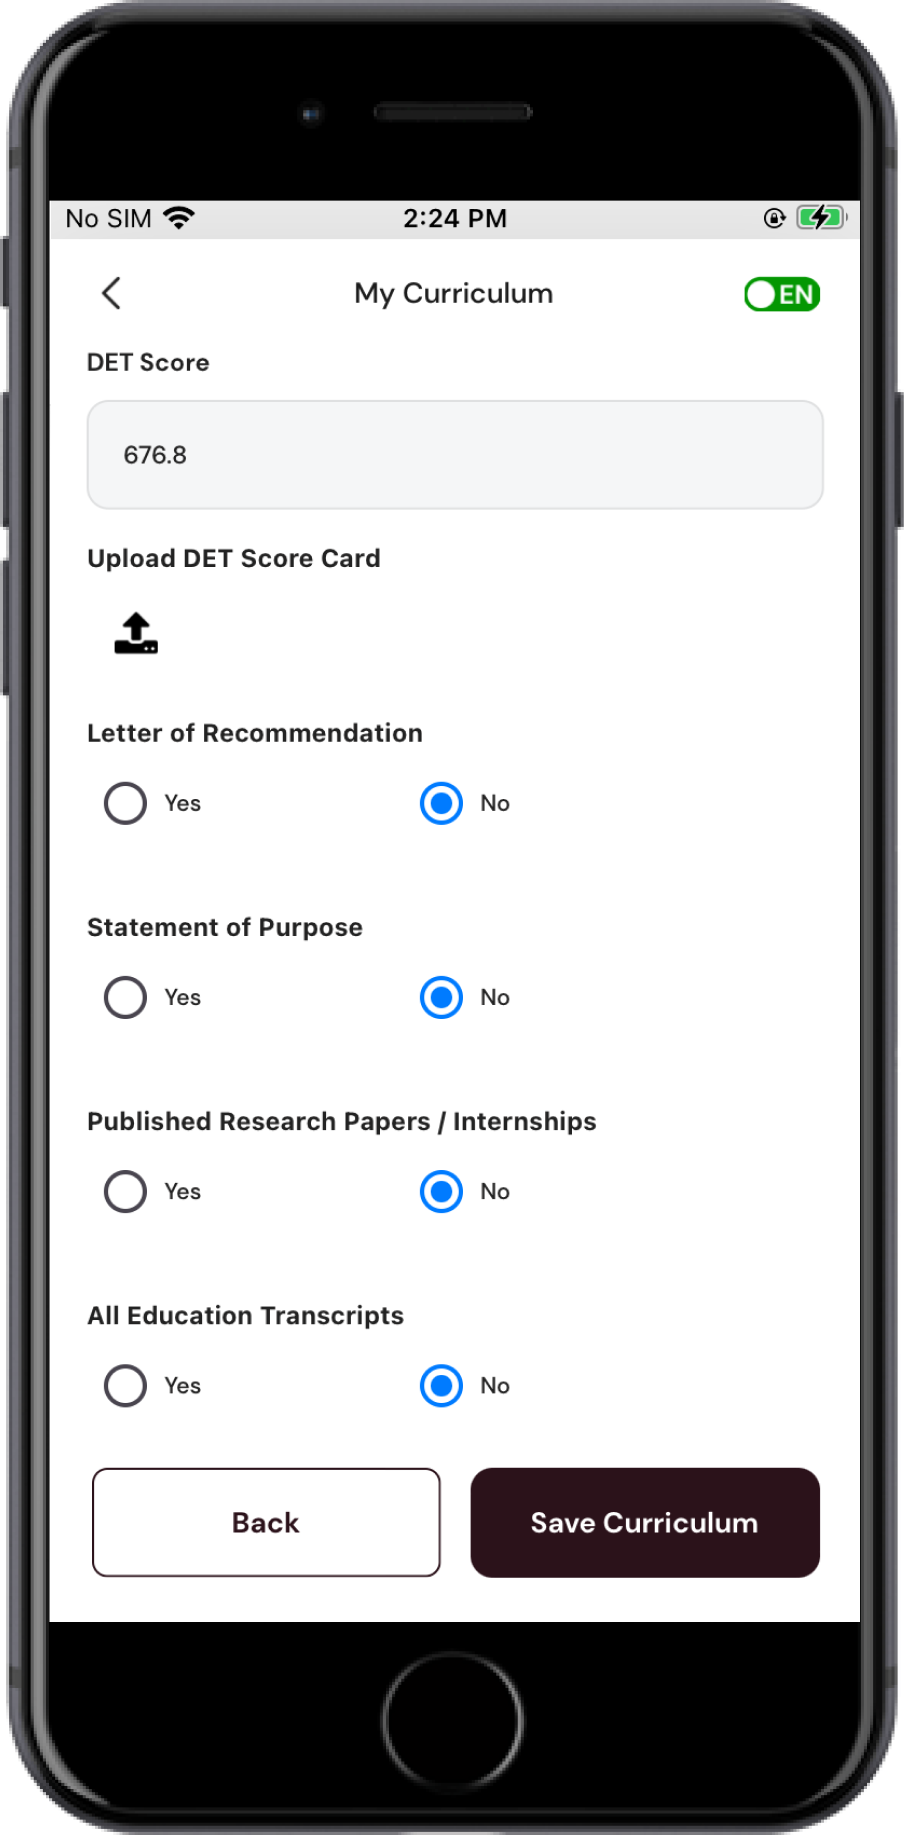 No SIM 2:24 PM
My Curriculum EN
DET Score
676.8
Upload DET Score Card
Letter of Recommendation
Yes No
Statement of Purpose
Yes No
Published Research Papers / Internships
Yes No
All Education Transcripts
Yes No
Back Save Curriculum